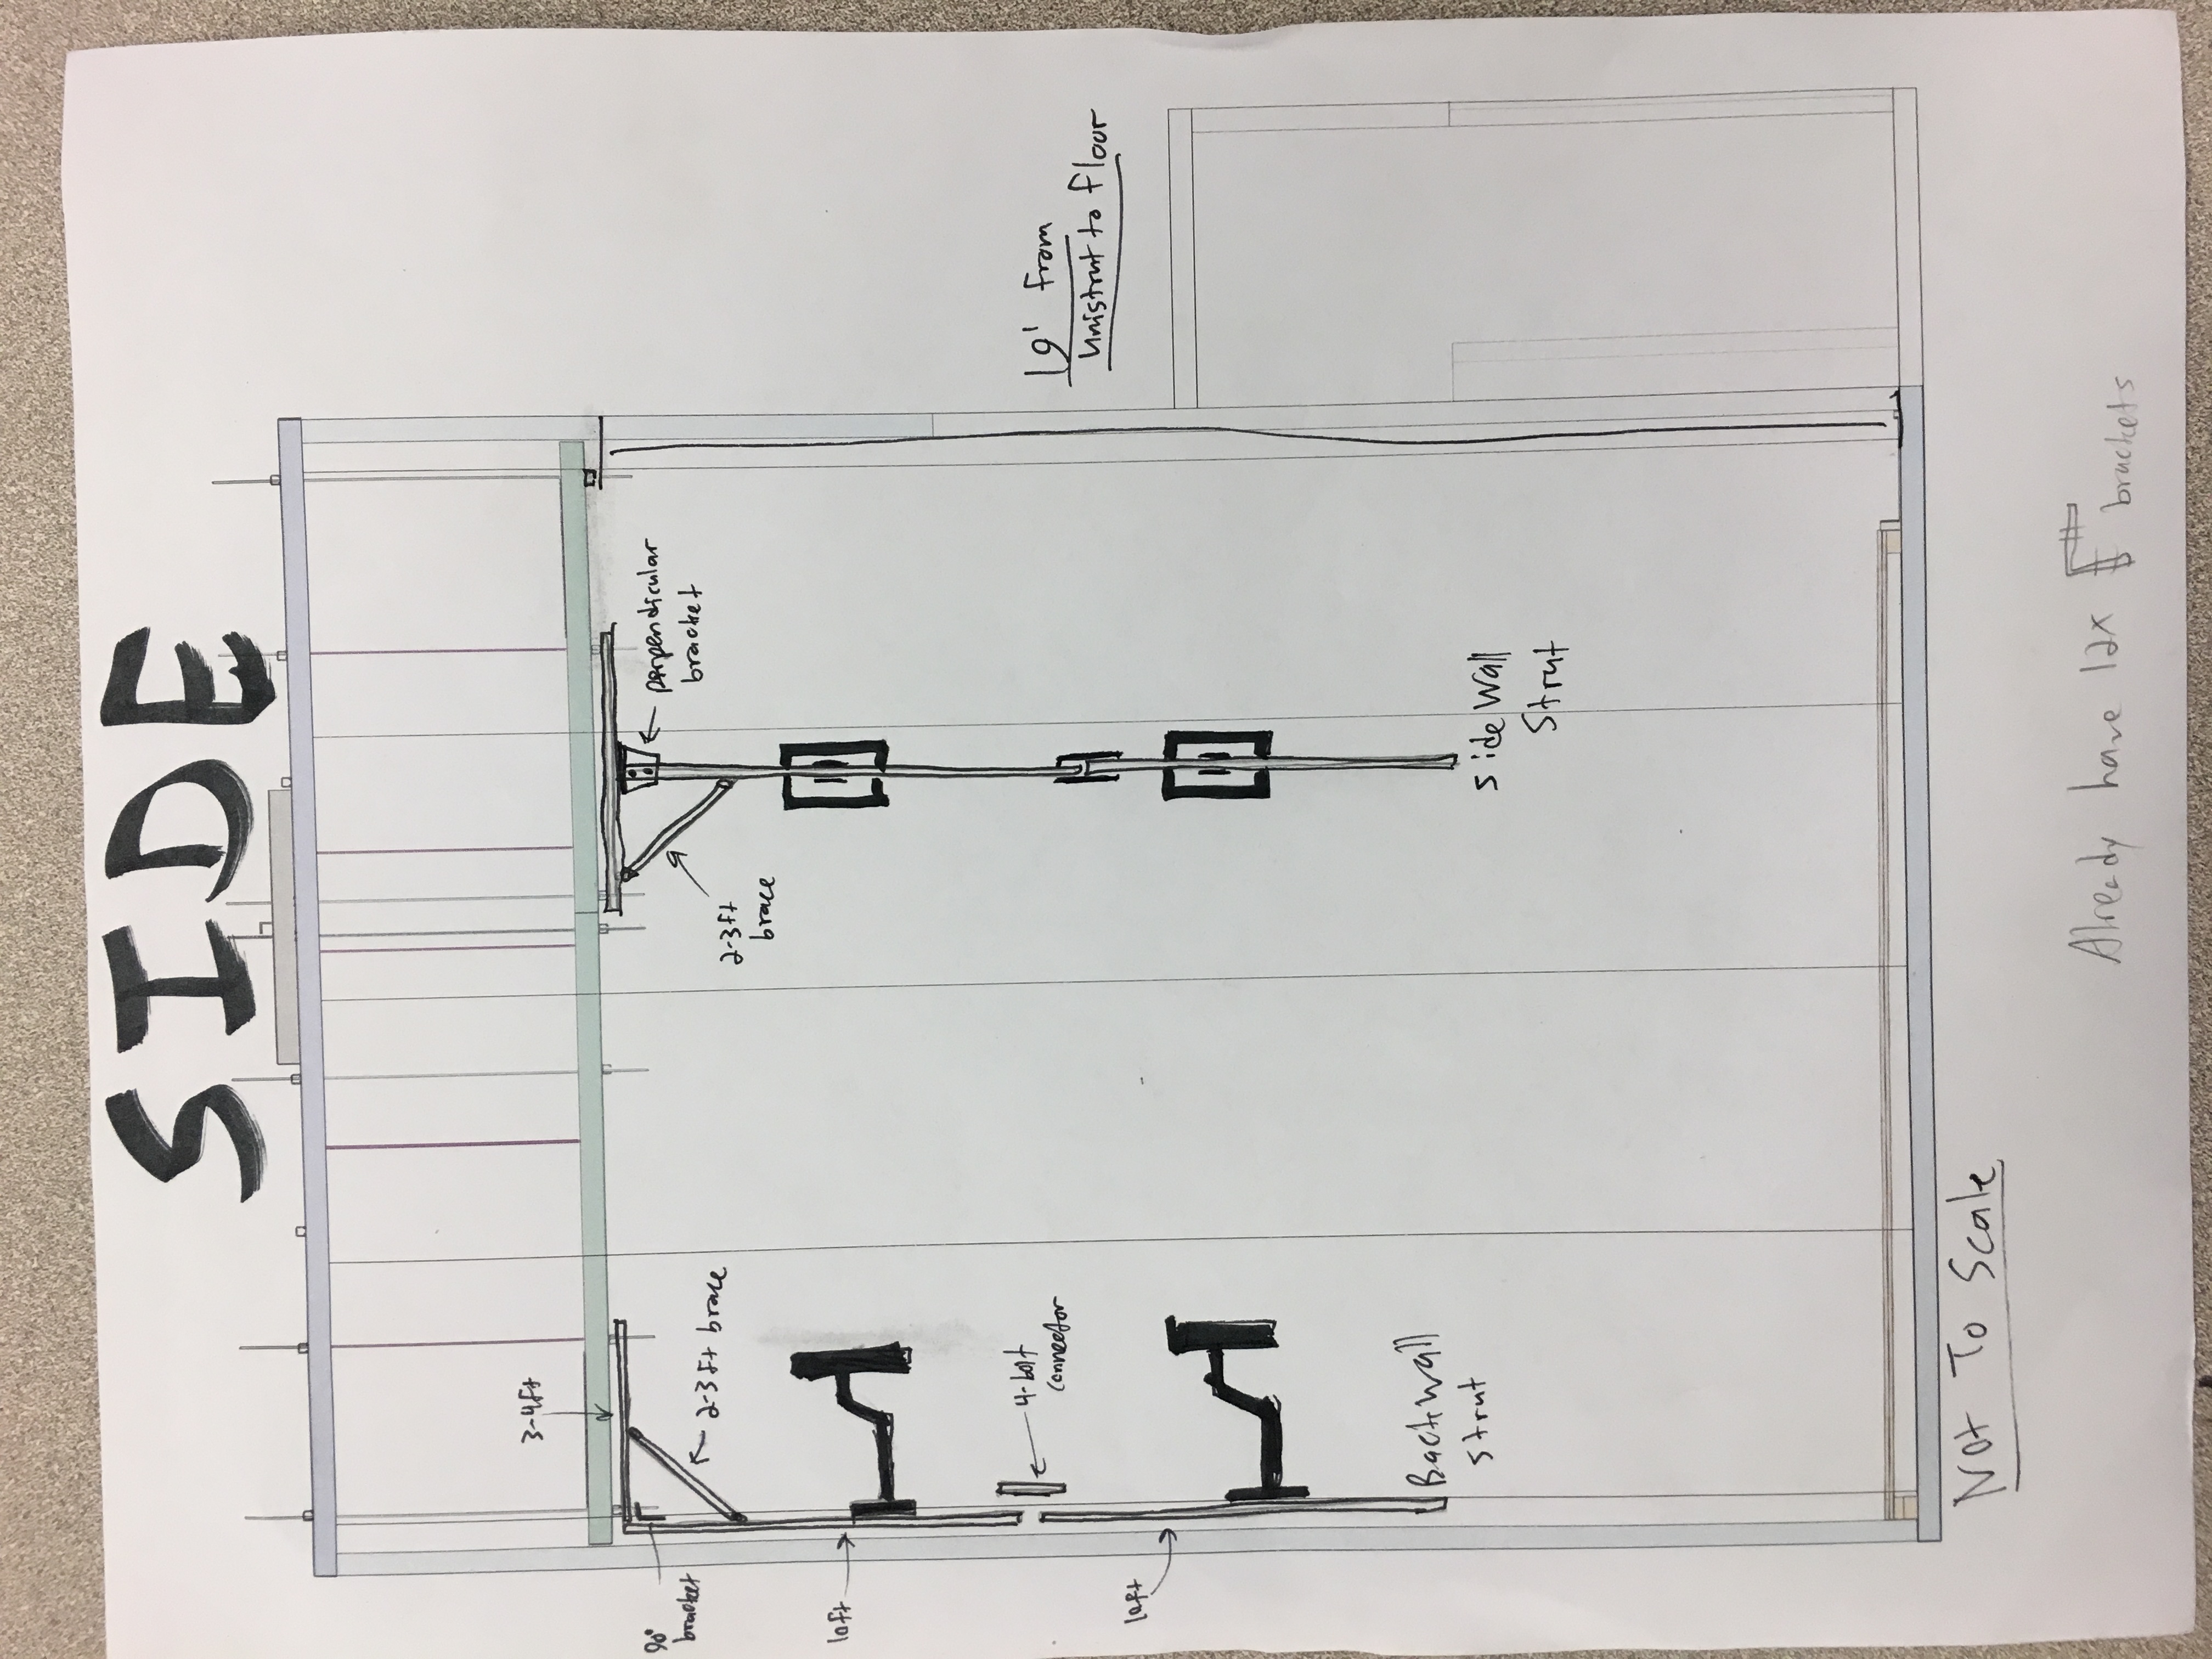 SIDE
3-4ft
90°
bracket
2-3ft brace
perpendicular
bracket
2-3ft
brace
10ft
4-bolt
connector
19' from
unistrut to floor
10ft
Backwall
strut
side wall
strut
Not To Scale
Already have 12x
brackets